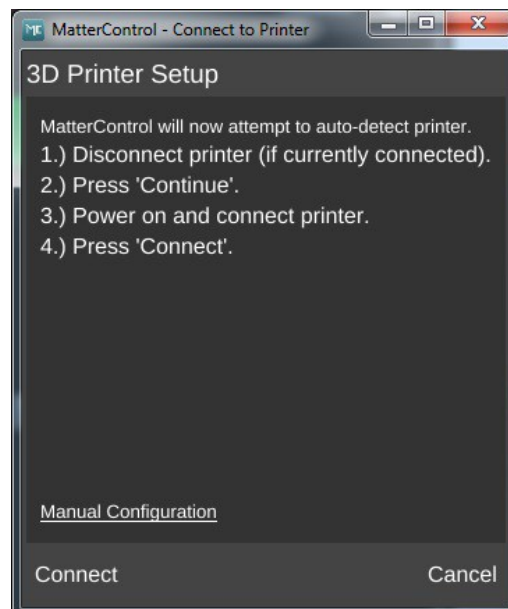 MC MatterControl - Connect to Printer
3D Printer Setup
MatterControl will now attempt to auto-detect printer.
1.) Disconnect printer (if currently connected).
2.) Press 'Continue'.
3.) Power on and connect printer.
4.) Press 'Connect'.
Manual Configuration
Connect Cancel